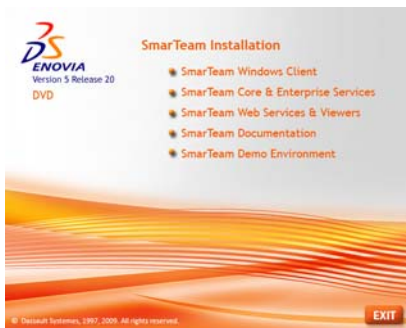 SmarTeam Installation
ENOVIA
Version 5 Release 20
DVD
SmarTeam Windows Client
SmarTeam Core & Enterprise Services
SmarTeam Web Services & Viewers
SmarTeam Documentation
SmarTeam Demo Environment
© Dassault Systemes, 1997, 2009. All rights reserved.
EXIT